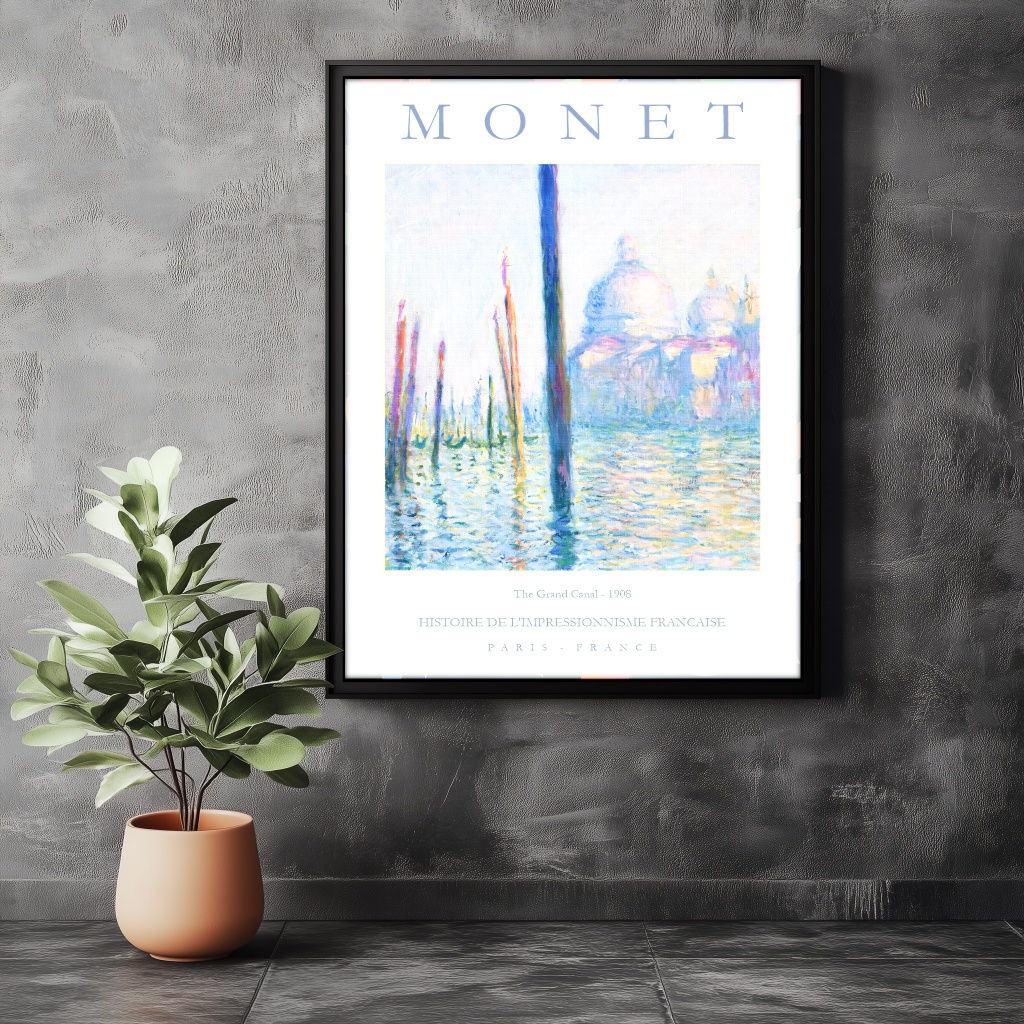 MONET
The Grand Canal - 1908
HISTOIRE DE L'IMPRESSIONNISME FRANCAISE
PARIS - FRANCE